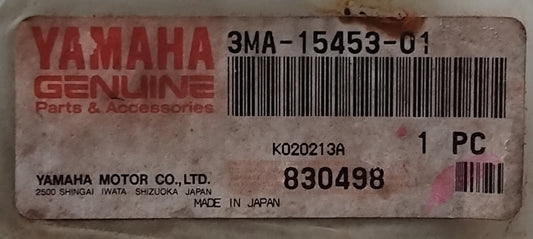 YAMAHA
GENUINE
Parts & Accessories
3MA-15453-01
1 PC
K020213A
830498
YAMAHA MOTOR CO., LTD.
2500 SHINGAI IWATA SHIZUOKA JAPAN
MADE IN JAPAN